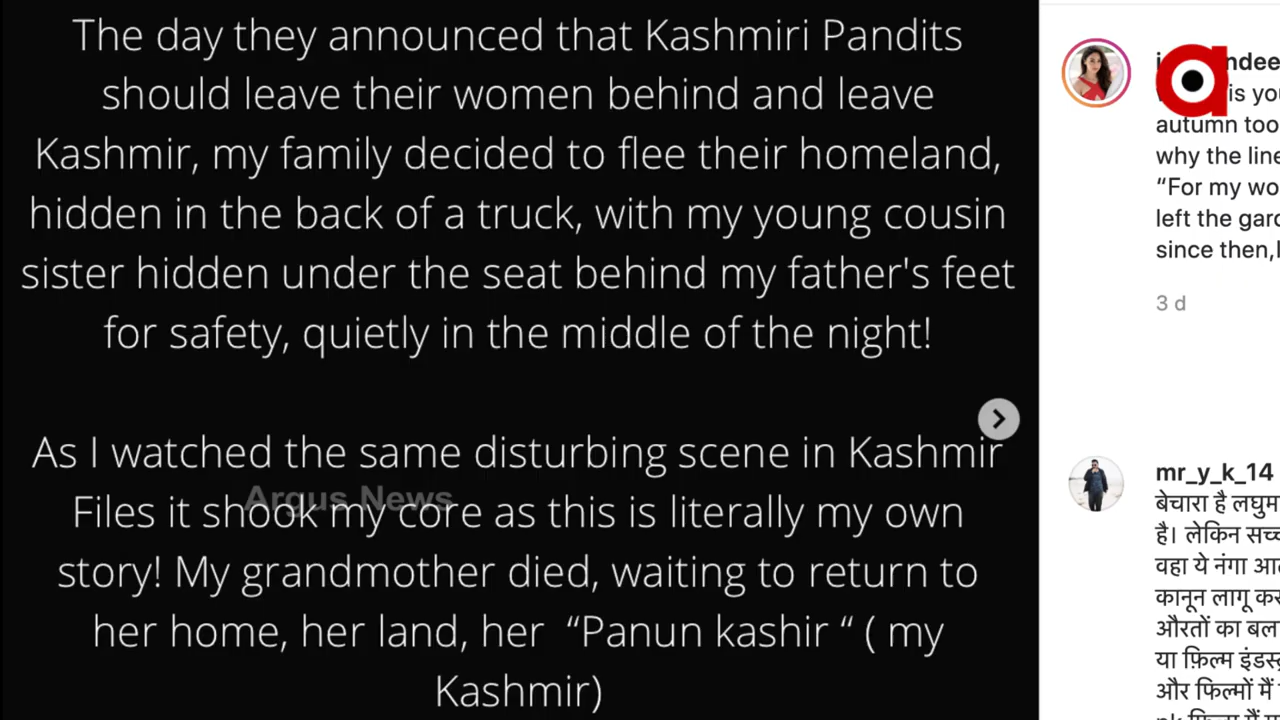 The day they announced that Kashmiri Pandits
should leave their women behind and leave
Kashmir, my family decided to flee their homeland,
hidden in the back of a truck, with my young cousin
sister hidden under the seat behind my father's feet
for safety, quietly in the middle of the night!
As I watched the same disturbing scene in Kashmir
Files it shook my core as this is literally my own
story! My grandmother died, waiting to return to
her home, her land, her “Panun kashir “ ( my
Kashmir)
Argus News
is you
autumn too
why the line
“For my wo
left the gard
since then,I
3 d
mr_y_k_14
बेचारा है लघुम
है। लेकिन सच्च
वहा ये नंगा आत
कानून लागू कर
औरतों का बला
या फ़िल्म इंडस्ट्
और फिल्मों मैं